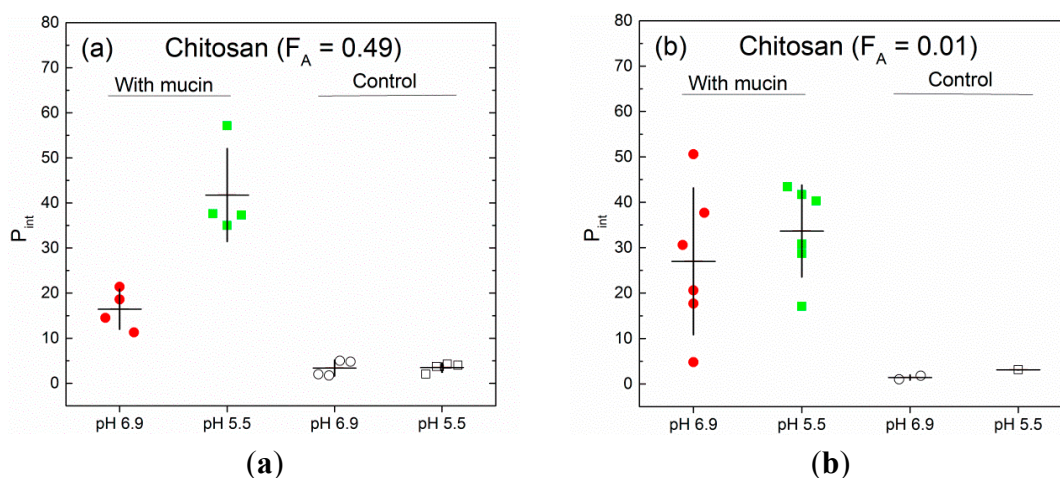 (a) Chitosan (F_A = 0.49)
With mucin Control
80
70
60
50
40
30
20
10
0
P_int
pH 6.9 pH 5.5 pH 6.9 pH 5.5
(a)
(b) Chitosan (F_A = 0.01)
With mucin Control
80
70
60
50
40
30
20
10
0
P_int
pH 6.9 pH 5.5 pH 6.9 pH 5.5
(b)